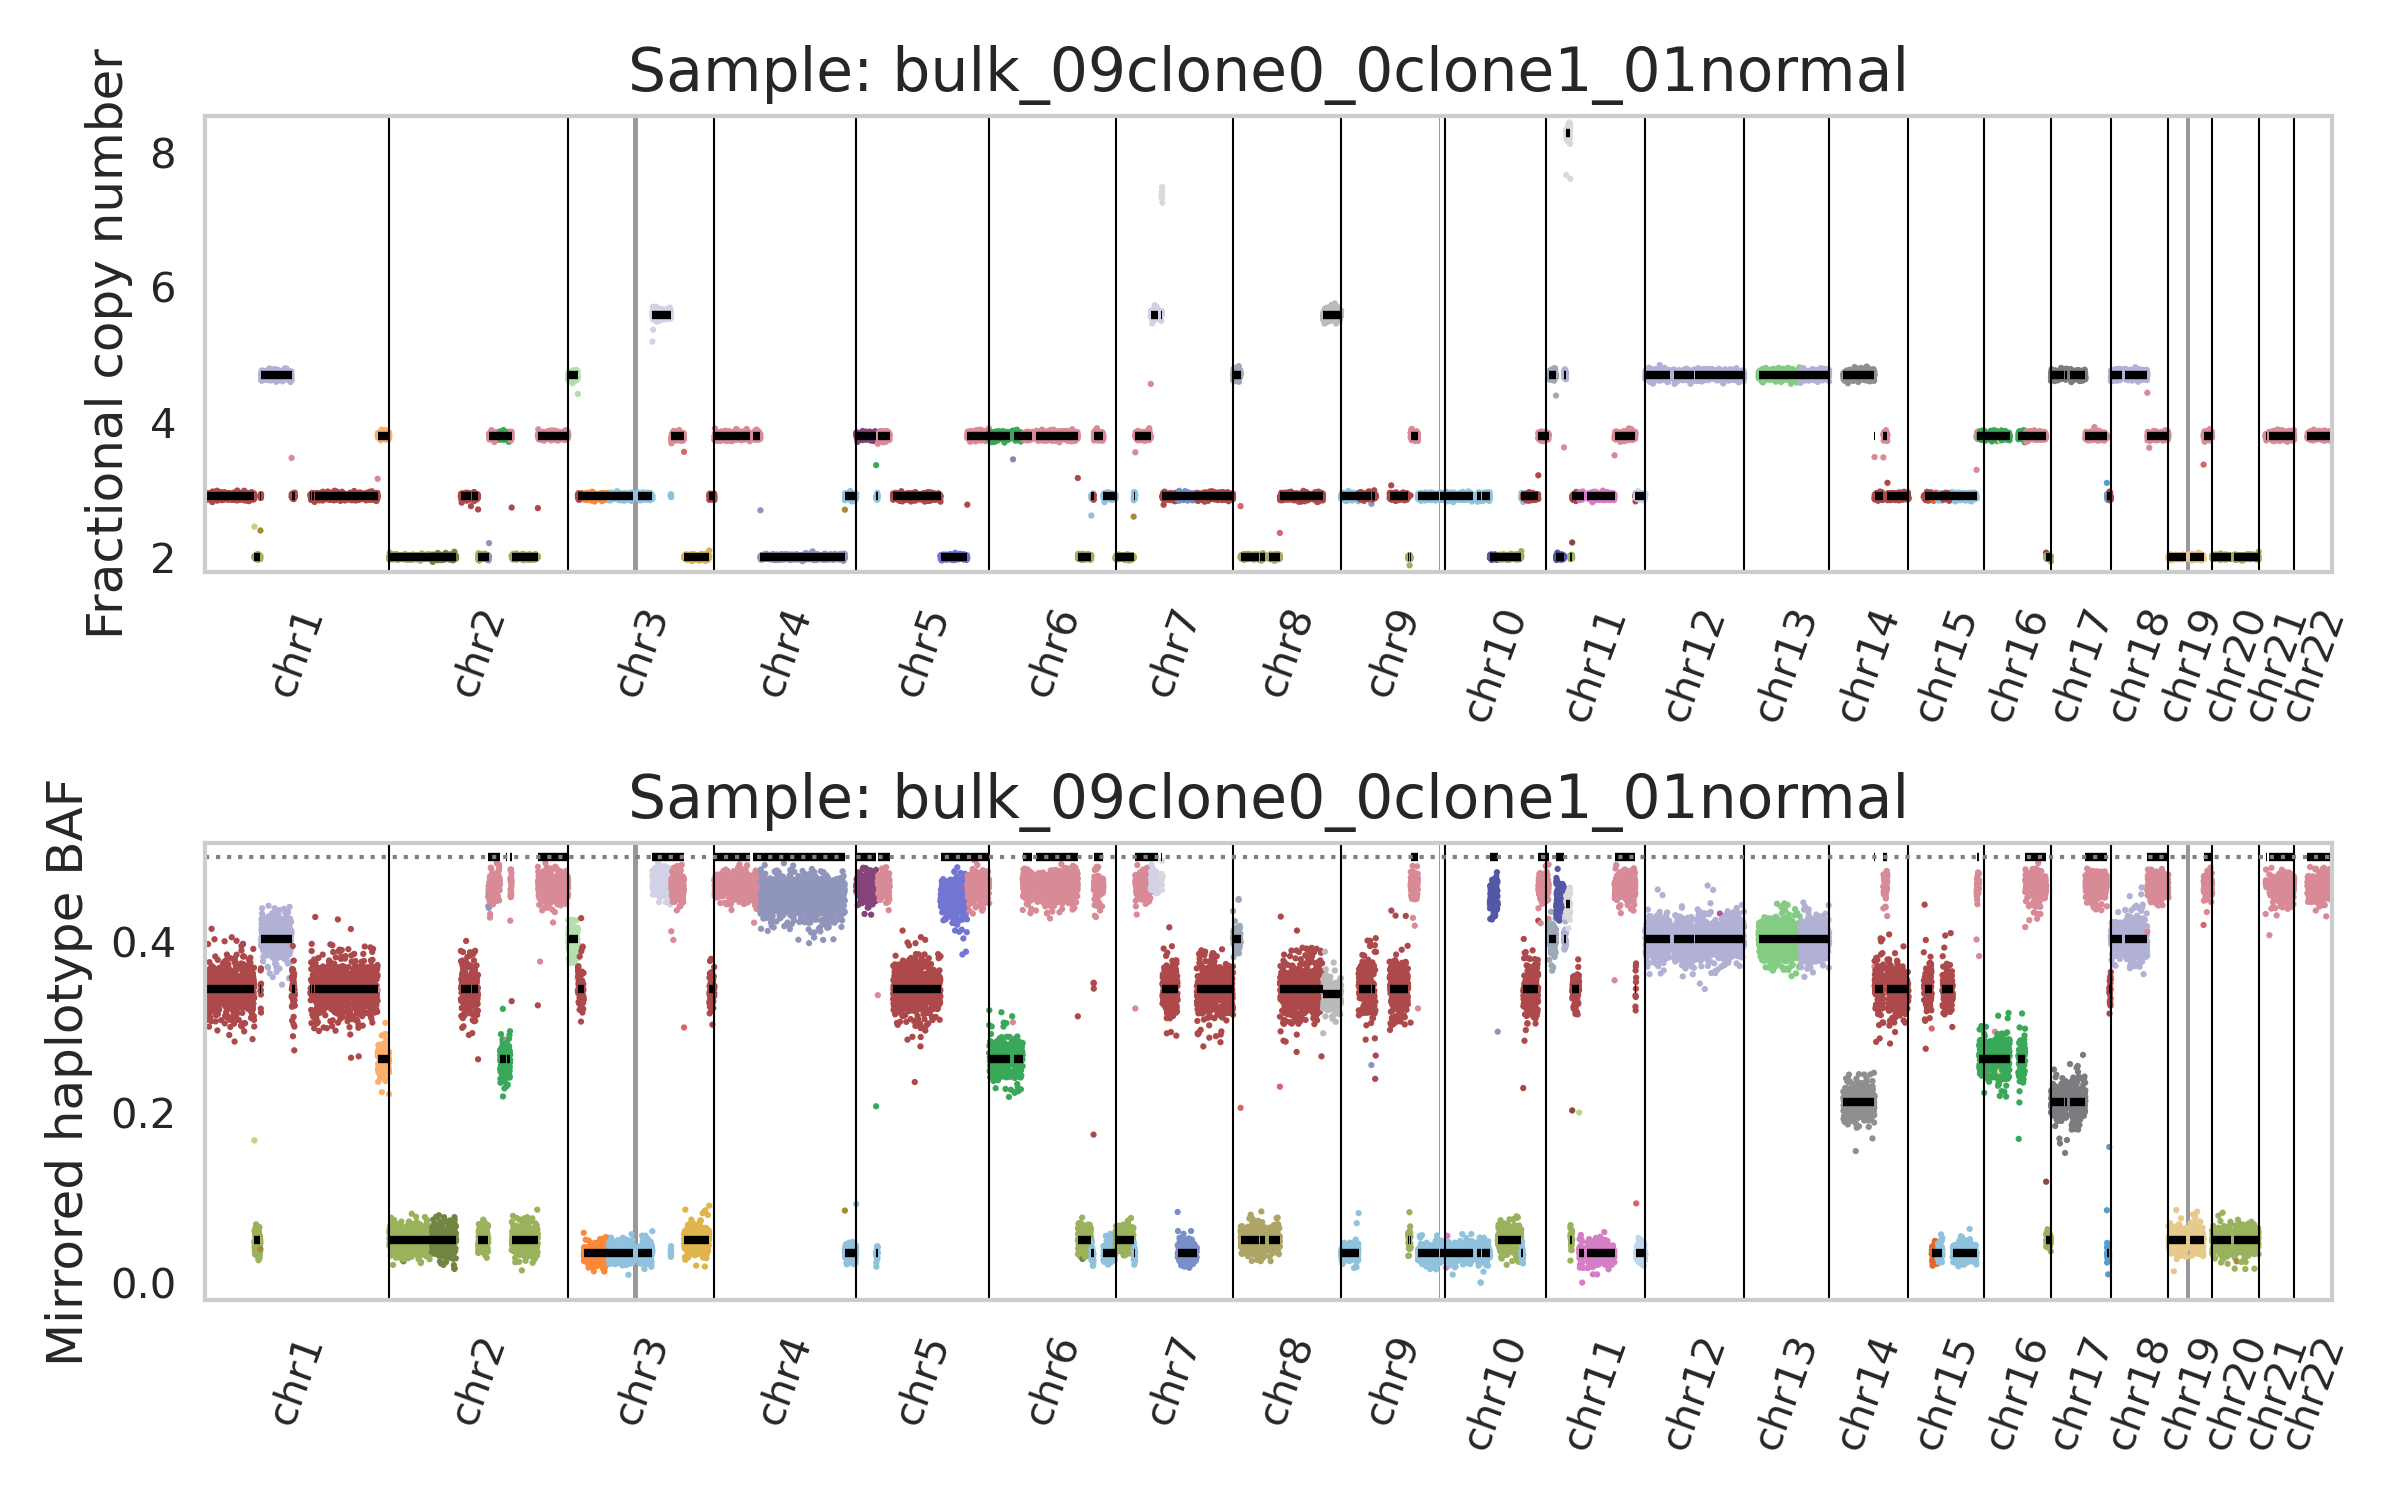 Sample: bulk_09clone0_0clone1_01normal
Fractional copy number
8
6
4
2
chr1 chr2 chr3 chr4 chr5 chr6 chr7 chr8 chr9 chr10 chr11 chr12 chr13 chr14 chr15 chr16 chr17 chr18 chr19 chr20 chr21 chr22
Sample: bulk_09clone0_0clone1_01normal
Mirrored haplotype BAF
0.4
0.2
0.0
chr1 chr2 chr3 chr4 chr5 chr6 chr7 chr8 chr9 chr10 chr11 chr12 chr13 chr14 chr15 chr16 chr17 chr18 chr19 chr20 chr21 chr22